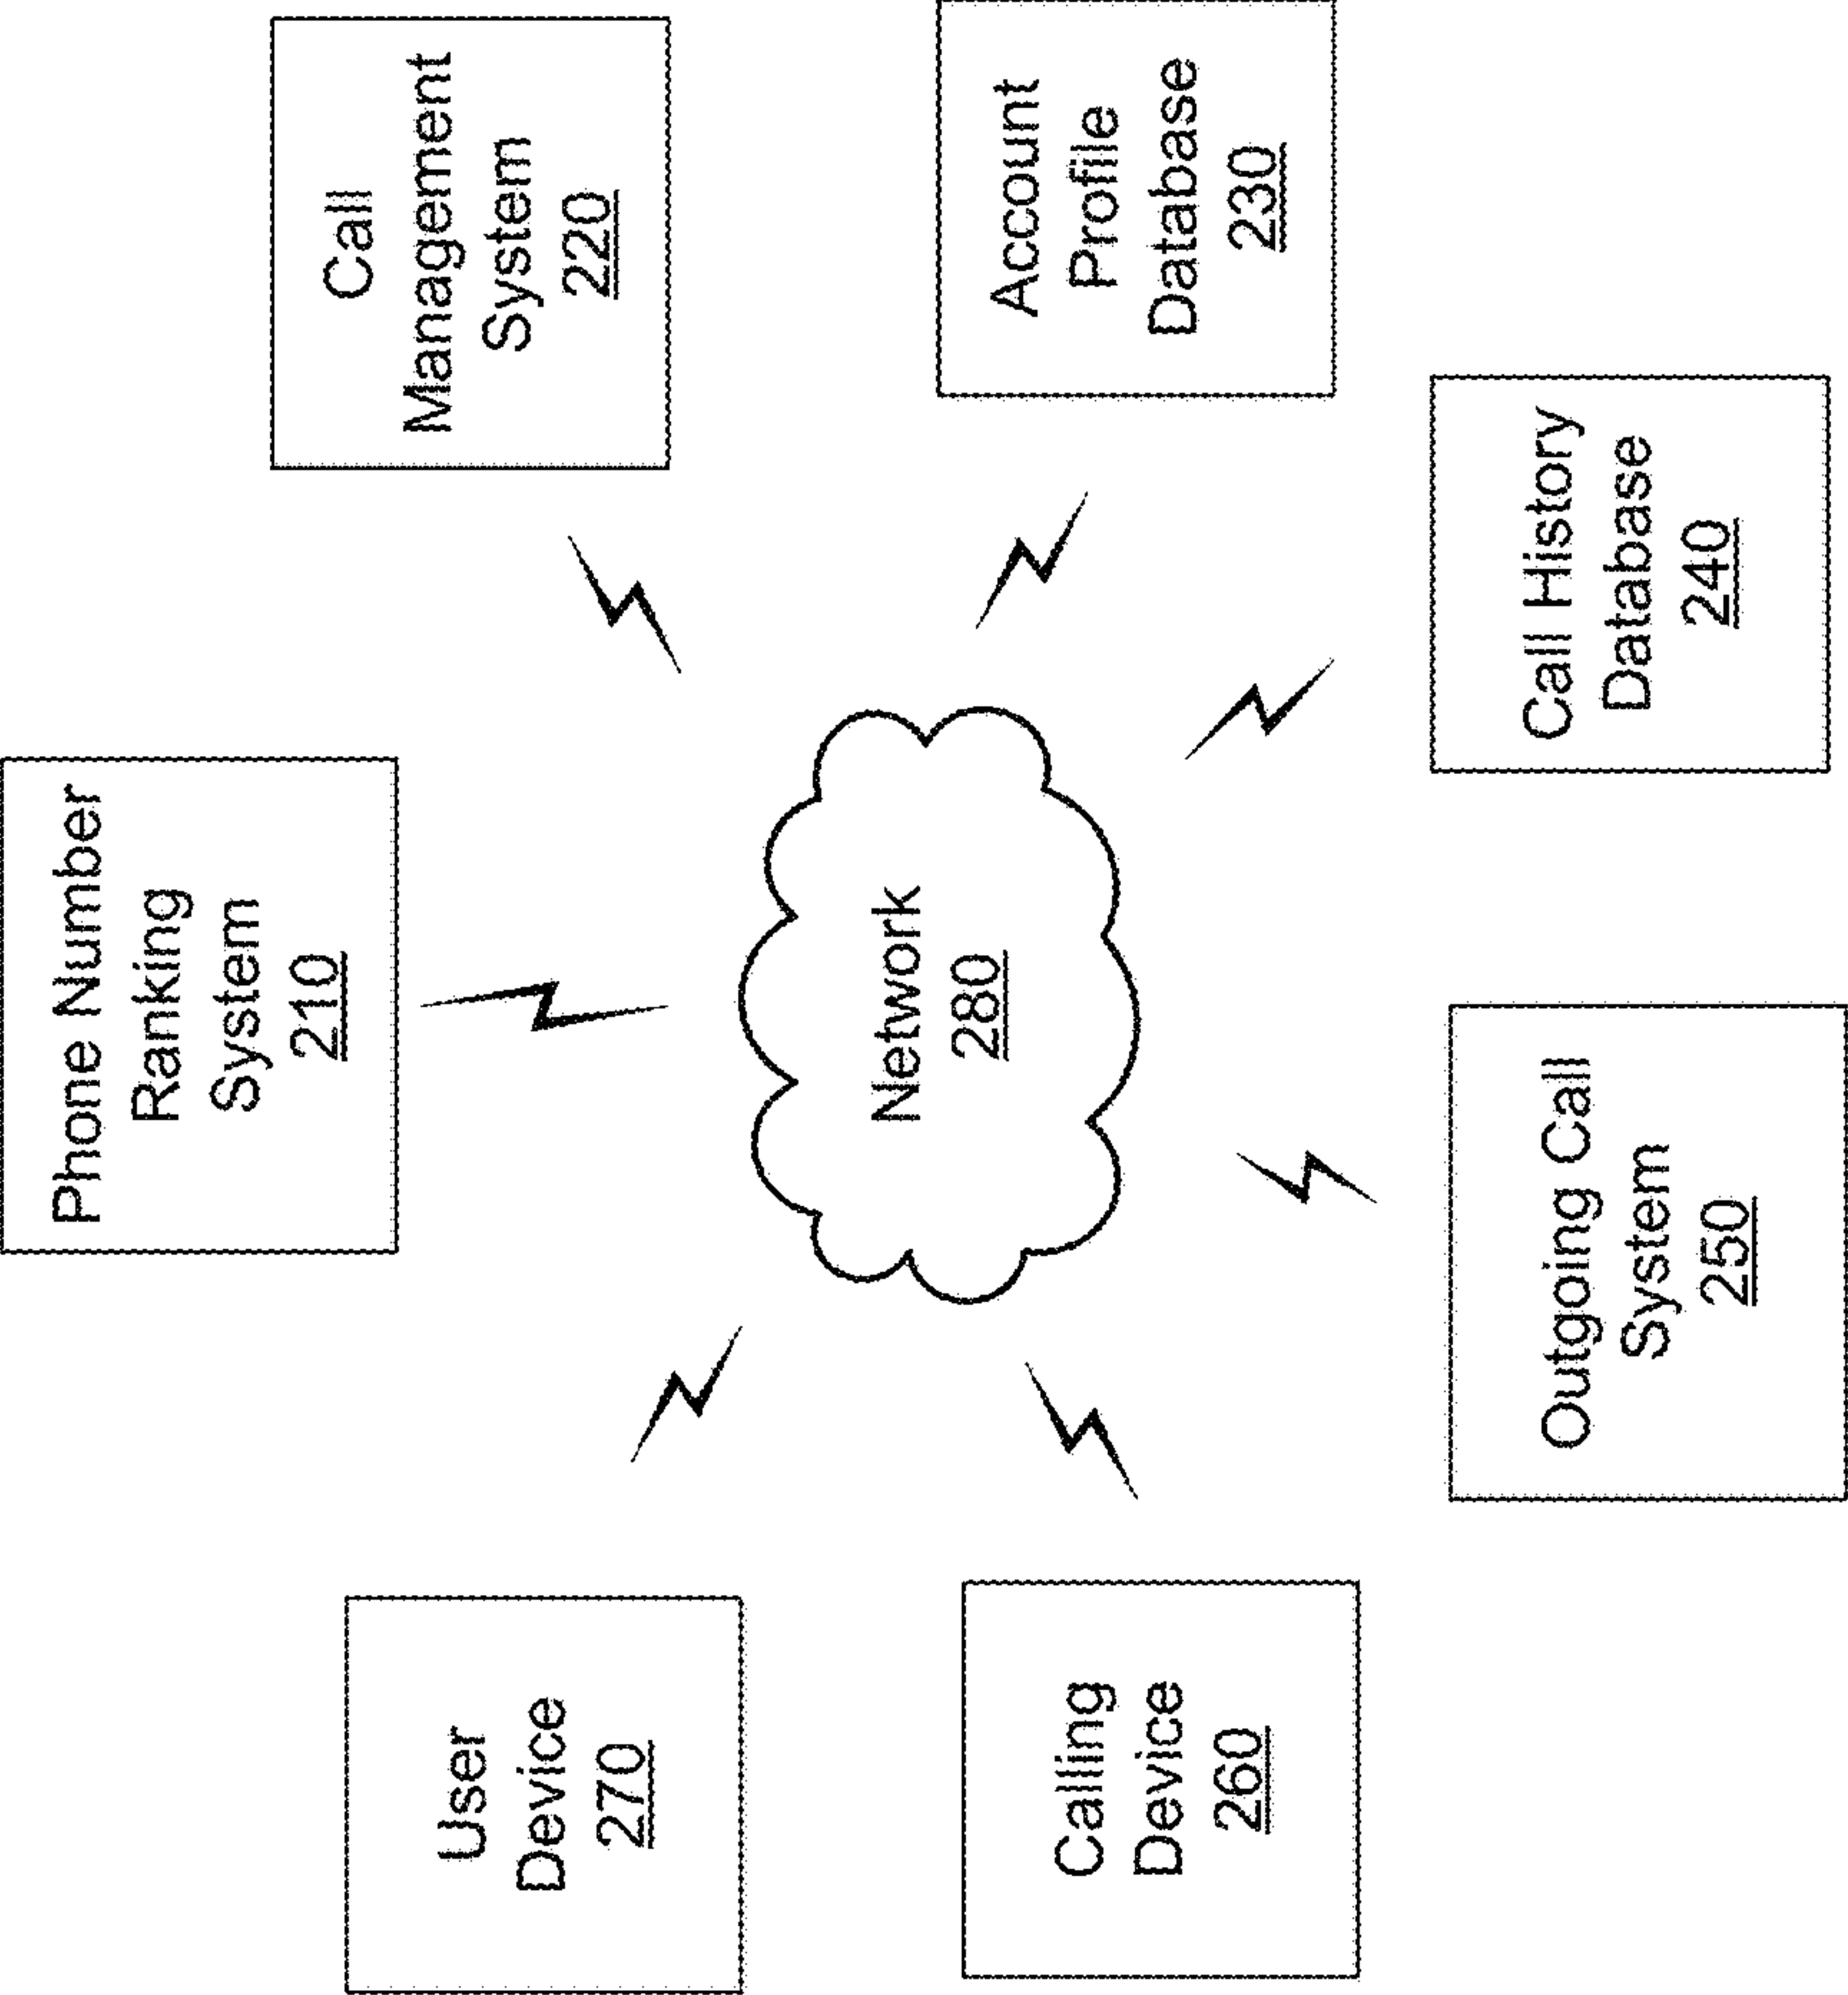 Phone Number
Ranking
System
210
Call
Management
System
220
Account
Profile
Database
230
Call History
Database
240
Outgoing Call
System
250
Calling
Device
260
User
Device
270
Network
280